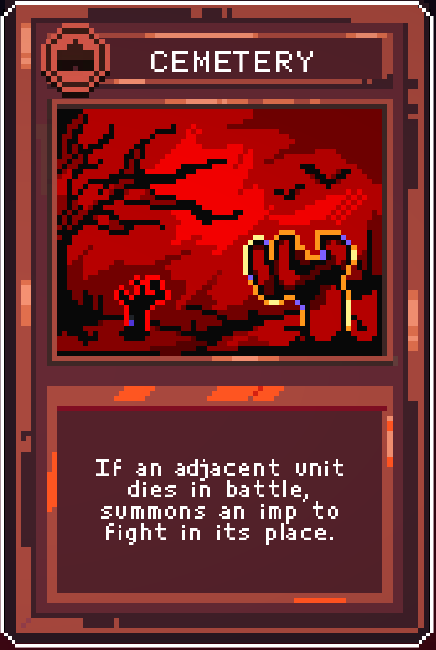 CEMETERY
If an adjacent unit
dies in battle,
summons an imp to
fight in its place.